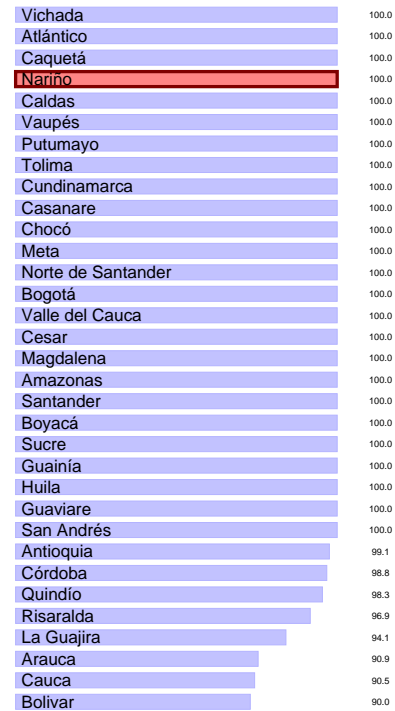 Vichada 100.0
Atlántico 100.0
Caquetá 100.0
Nariño 100.0
Caldas 100.0
Vaupés 100.0
Putumayo 100.0
Tolima 100.0
Cundinamarca 100.0
Casanare 100.0
Chocó 100.0
Meta 100.0
Norte de Santander 100.0
Bogotá 100.0
Valle del Cauca 100.0
Cesar 100.0
Magdalena 100.0
Amazonas 100.0
Santander 100.0
Boyacá 100.0
Sucre 100.0
Guainía 100.0
Huila 100.0
Guaviare 100.0
San Andrés 100.0
Antioquia 99.1
Córdoba 98.8
Quindío 98.3
Risaralda 96.9
La Guajira 94.1
Arauca 90.9
Cauca 90.5
Bolivar 90.0